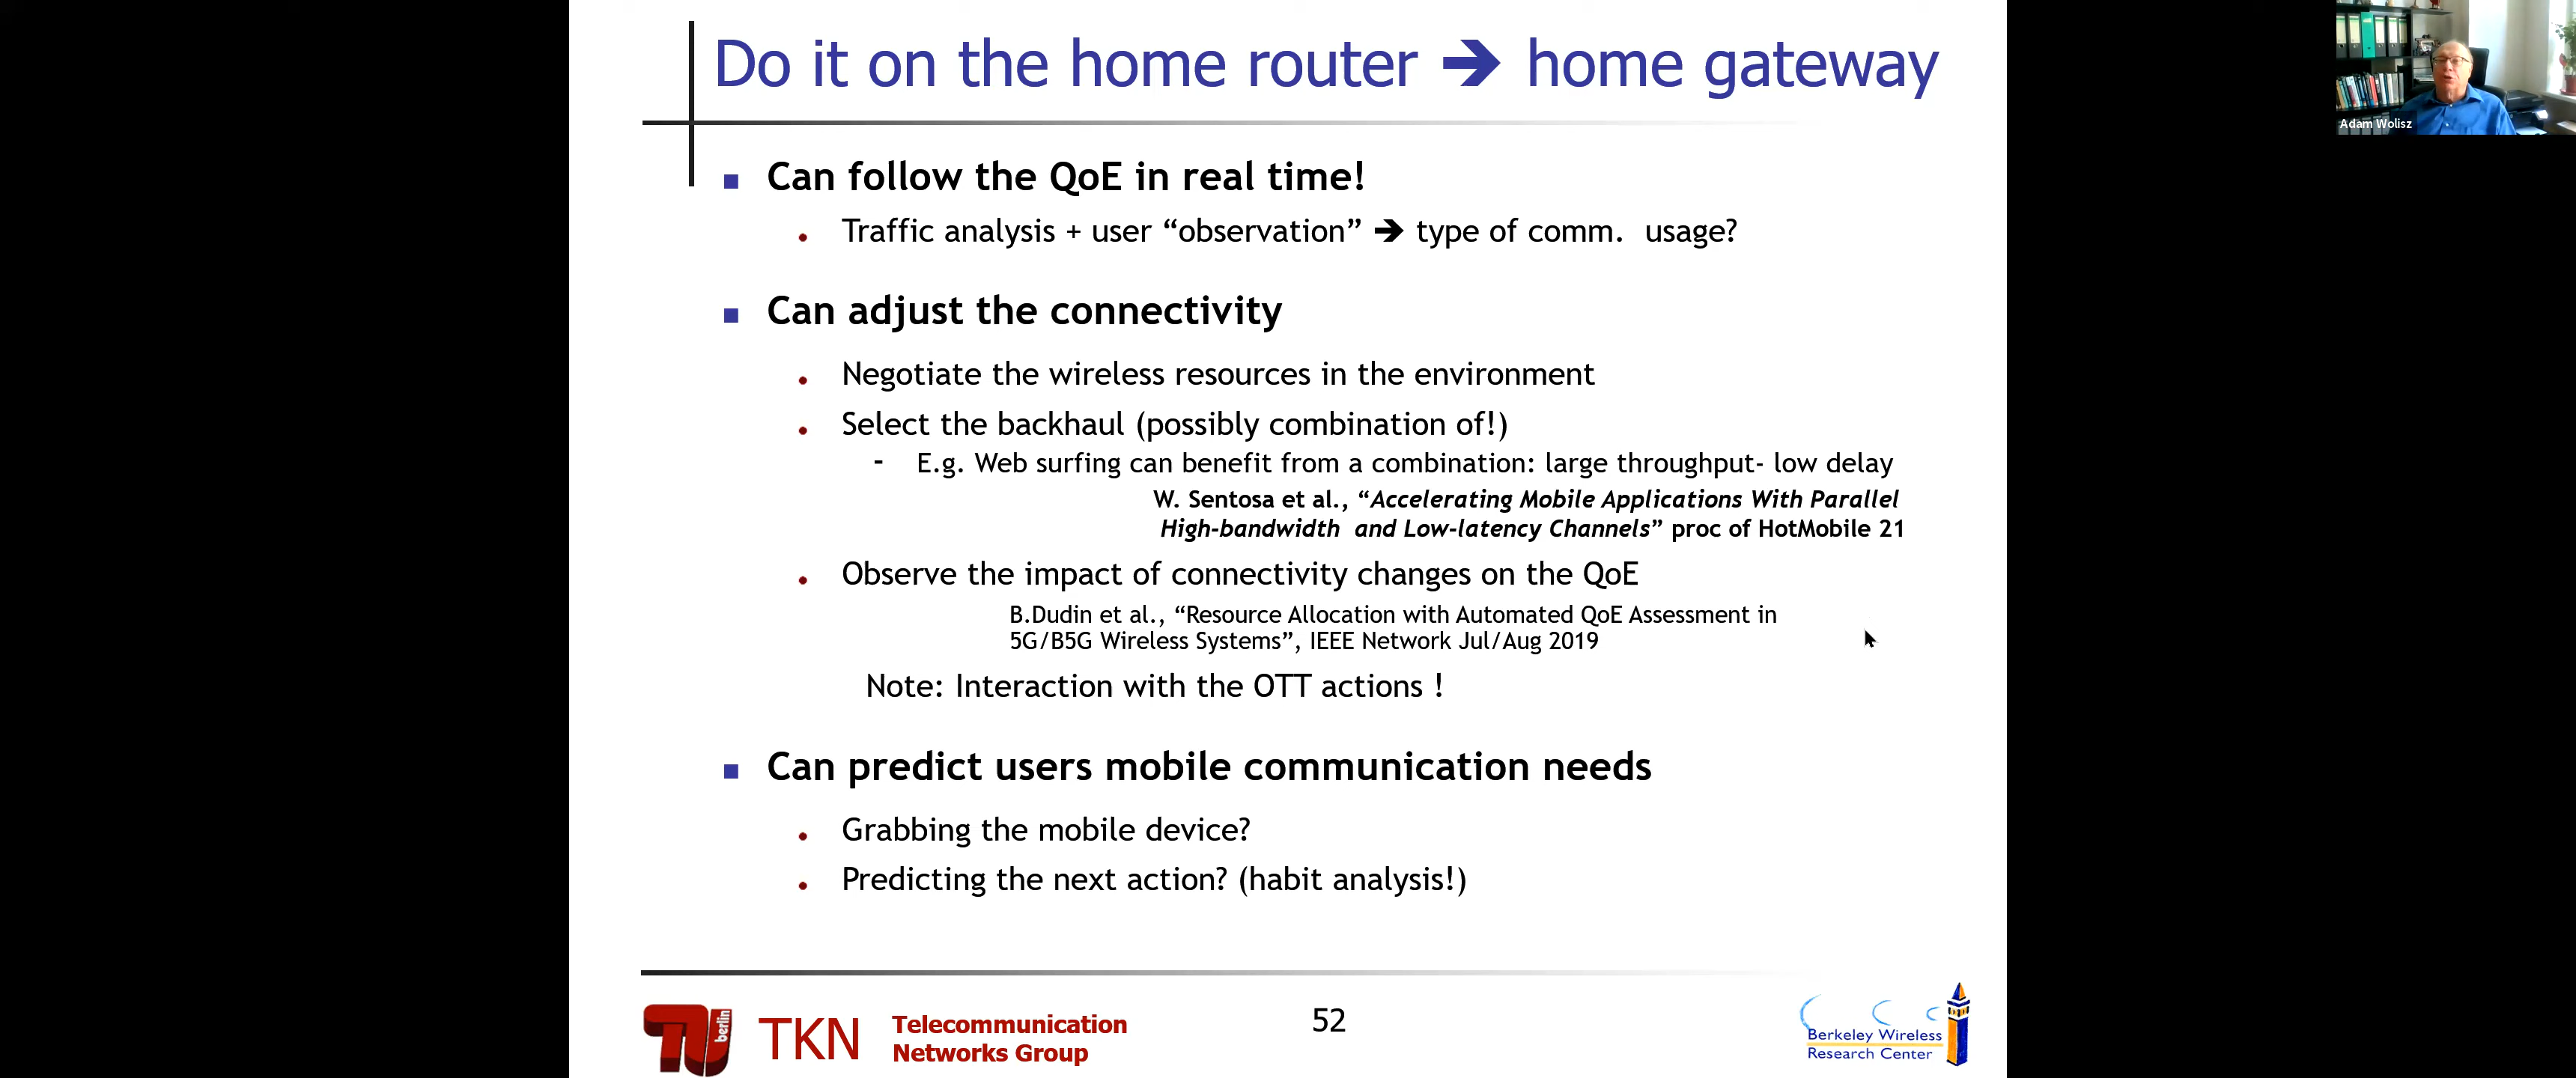 Do it on the home router ➔ home gateway
Adam Wolisz
■ Can follow the QoE in real time!
• Traffic analysis + user “observation” ➔ type of comm. usage?
■ Can adjust the connectivity
• Negotiate the wireless resources in the environment
• Select the backhaul (possibly combination of!)
- E.g. Web surfing can benefit from a combination: large throughput- low delay
W. Sentosa et al., “Accelerating Mobile Applications With Parallel
High-bandwidth and Low-latency Channels” proc of HotMobile 21
• Observe the impact of connectivity changes on the QoE
B.Dudin et al., “Resource Allocation with Automated QoE Assessment in
5G/B5G Wireless Systems”, IEEE Network Jul/Aug 2019
Note: Interaction with the OTT actions !
■ Can predict users mobile communication needs
• Grabbing the mobile device?
• Predicting the next action? (habit analysis!)
berlin
TKN
Telecommunication
Networks Group
52
Berkeley Wireless
Research Center